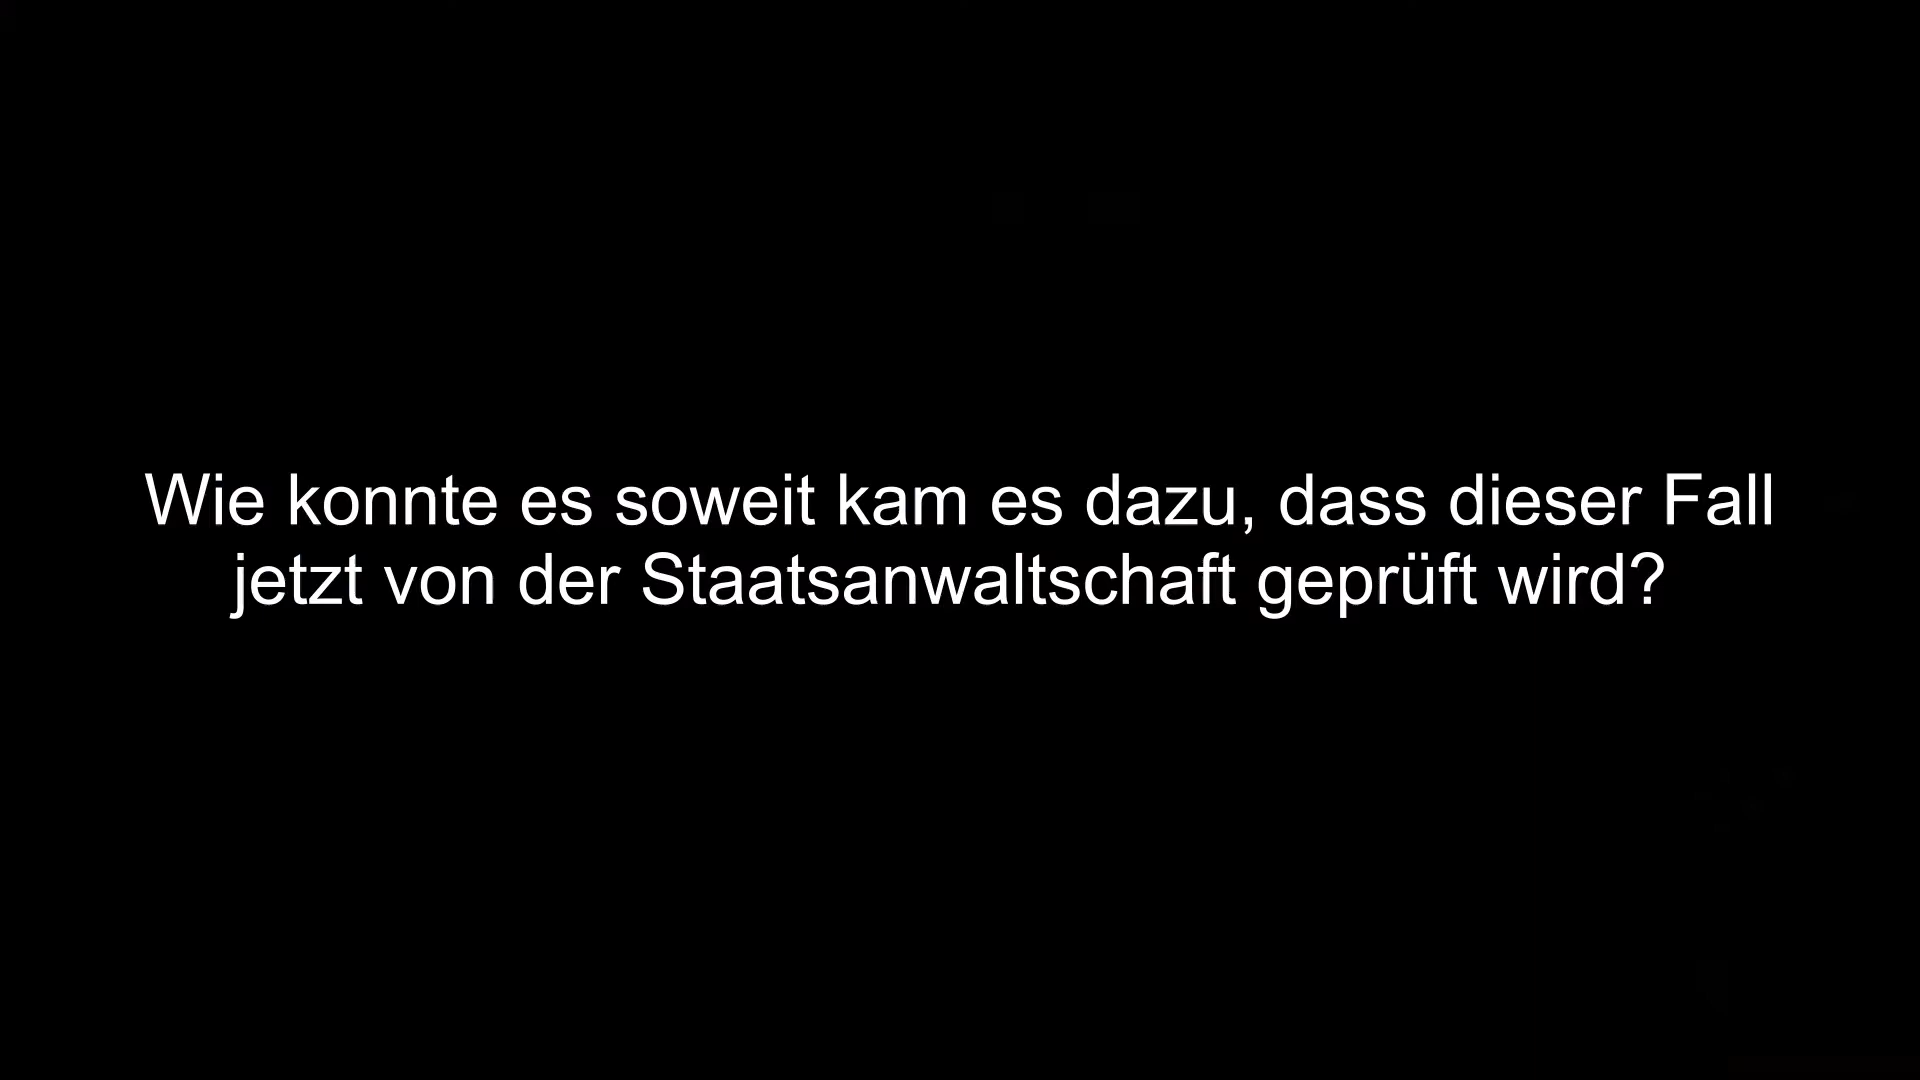 Wie konnte es soweit kam es dazu, dass dieser Fall
jetzt von der Staatsanwaltschaft geprüft wird?